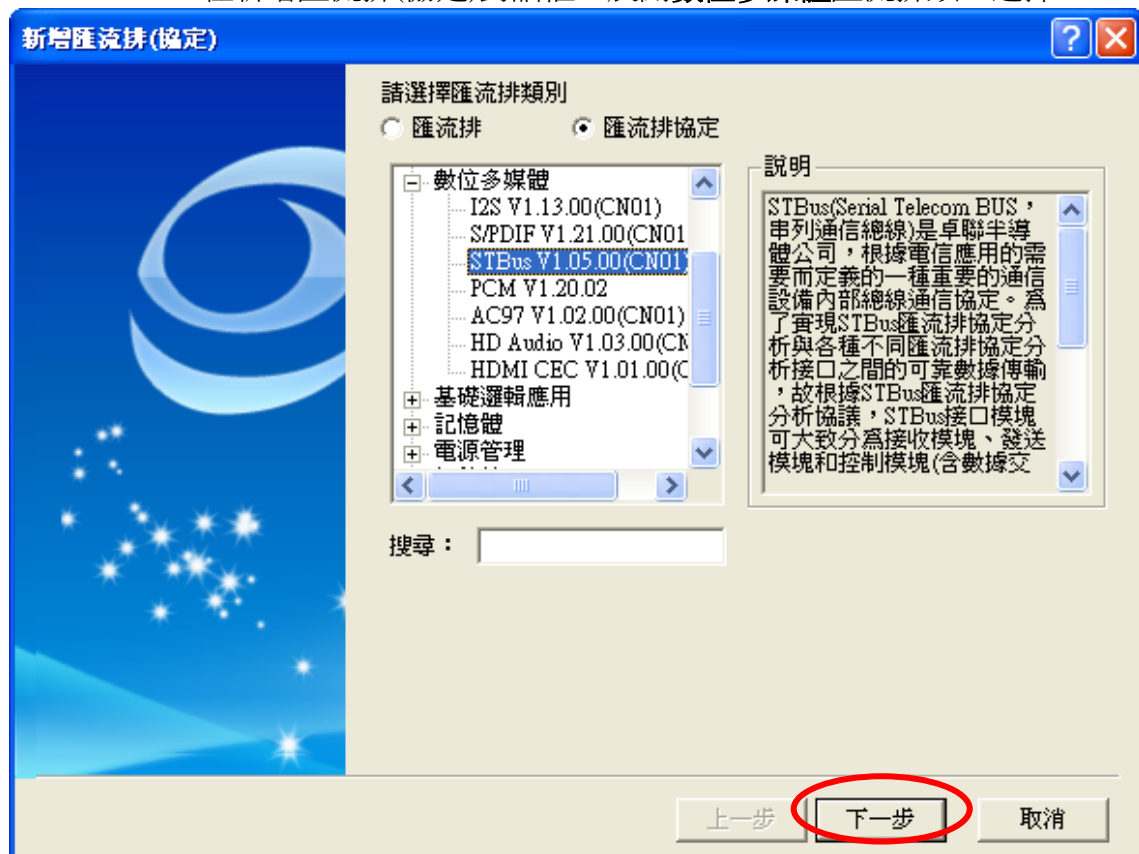 新增匯流排(協定)
請選擇匯流排類別
匯流排
匯流排協定
數位多媒體
I2S V1.13.00(CN01)
S/PDIF V1.21.00(CN01
STBus V1.05.00(CN01)
PCM V1.20.02
AC97 V1.02.00(CN01)
HD Audio V1.03.00(CN
HDMI CEC V1.01.00(C
基礎邏輯應用
記憶體
電源管理
說明
STBus(Serial Telecom BUS，
串列通信總線)是卓聯半導
體公司，根據電信應用的需
要而定義的一種重要的通信
設備內部總線通信協定。爲
了實現STBus匯流排協定分
析與各種不同匯流排協定分
析接口之間的可靠數據傳輸
，故根據STBus匯流排協定
分析協議，STBus接口模塊
可大致分爲接收模塊、發送
模塊和控制模塊(含數據交
搜尋：
上一步
下一步
取消